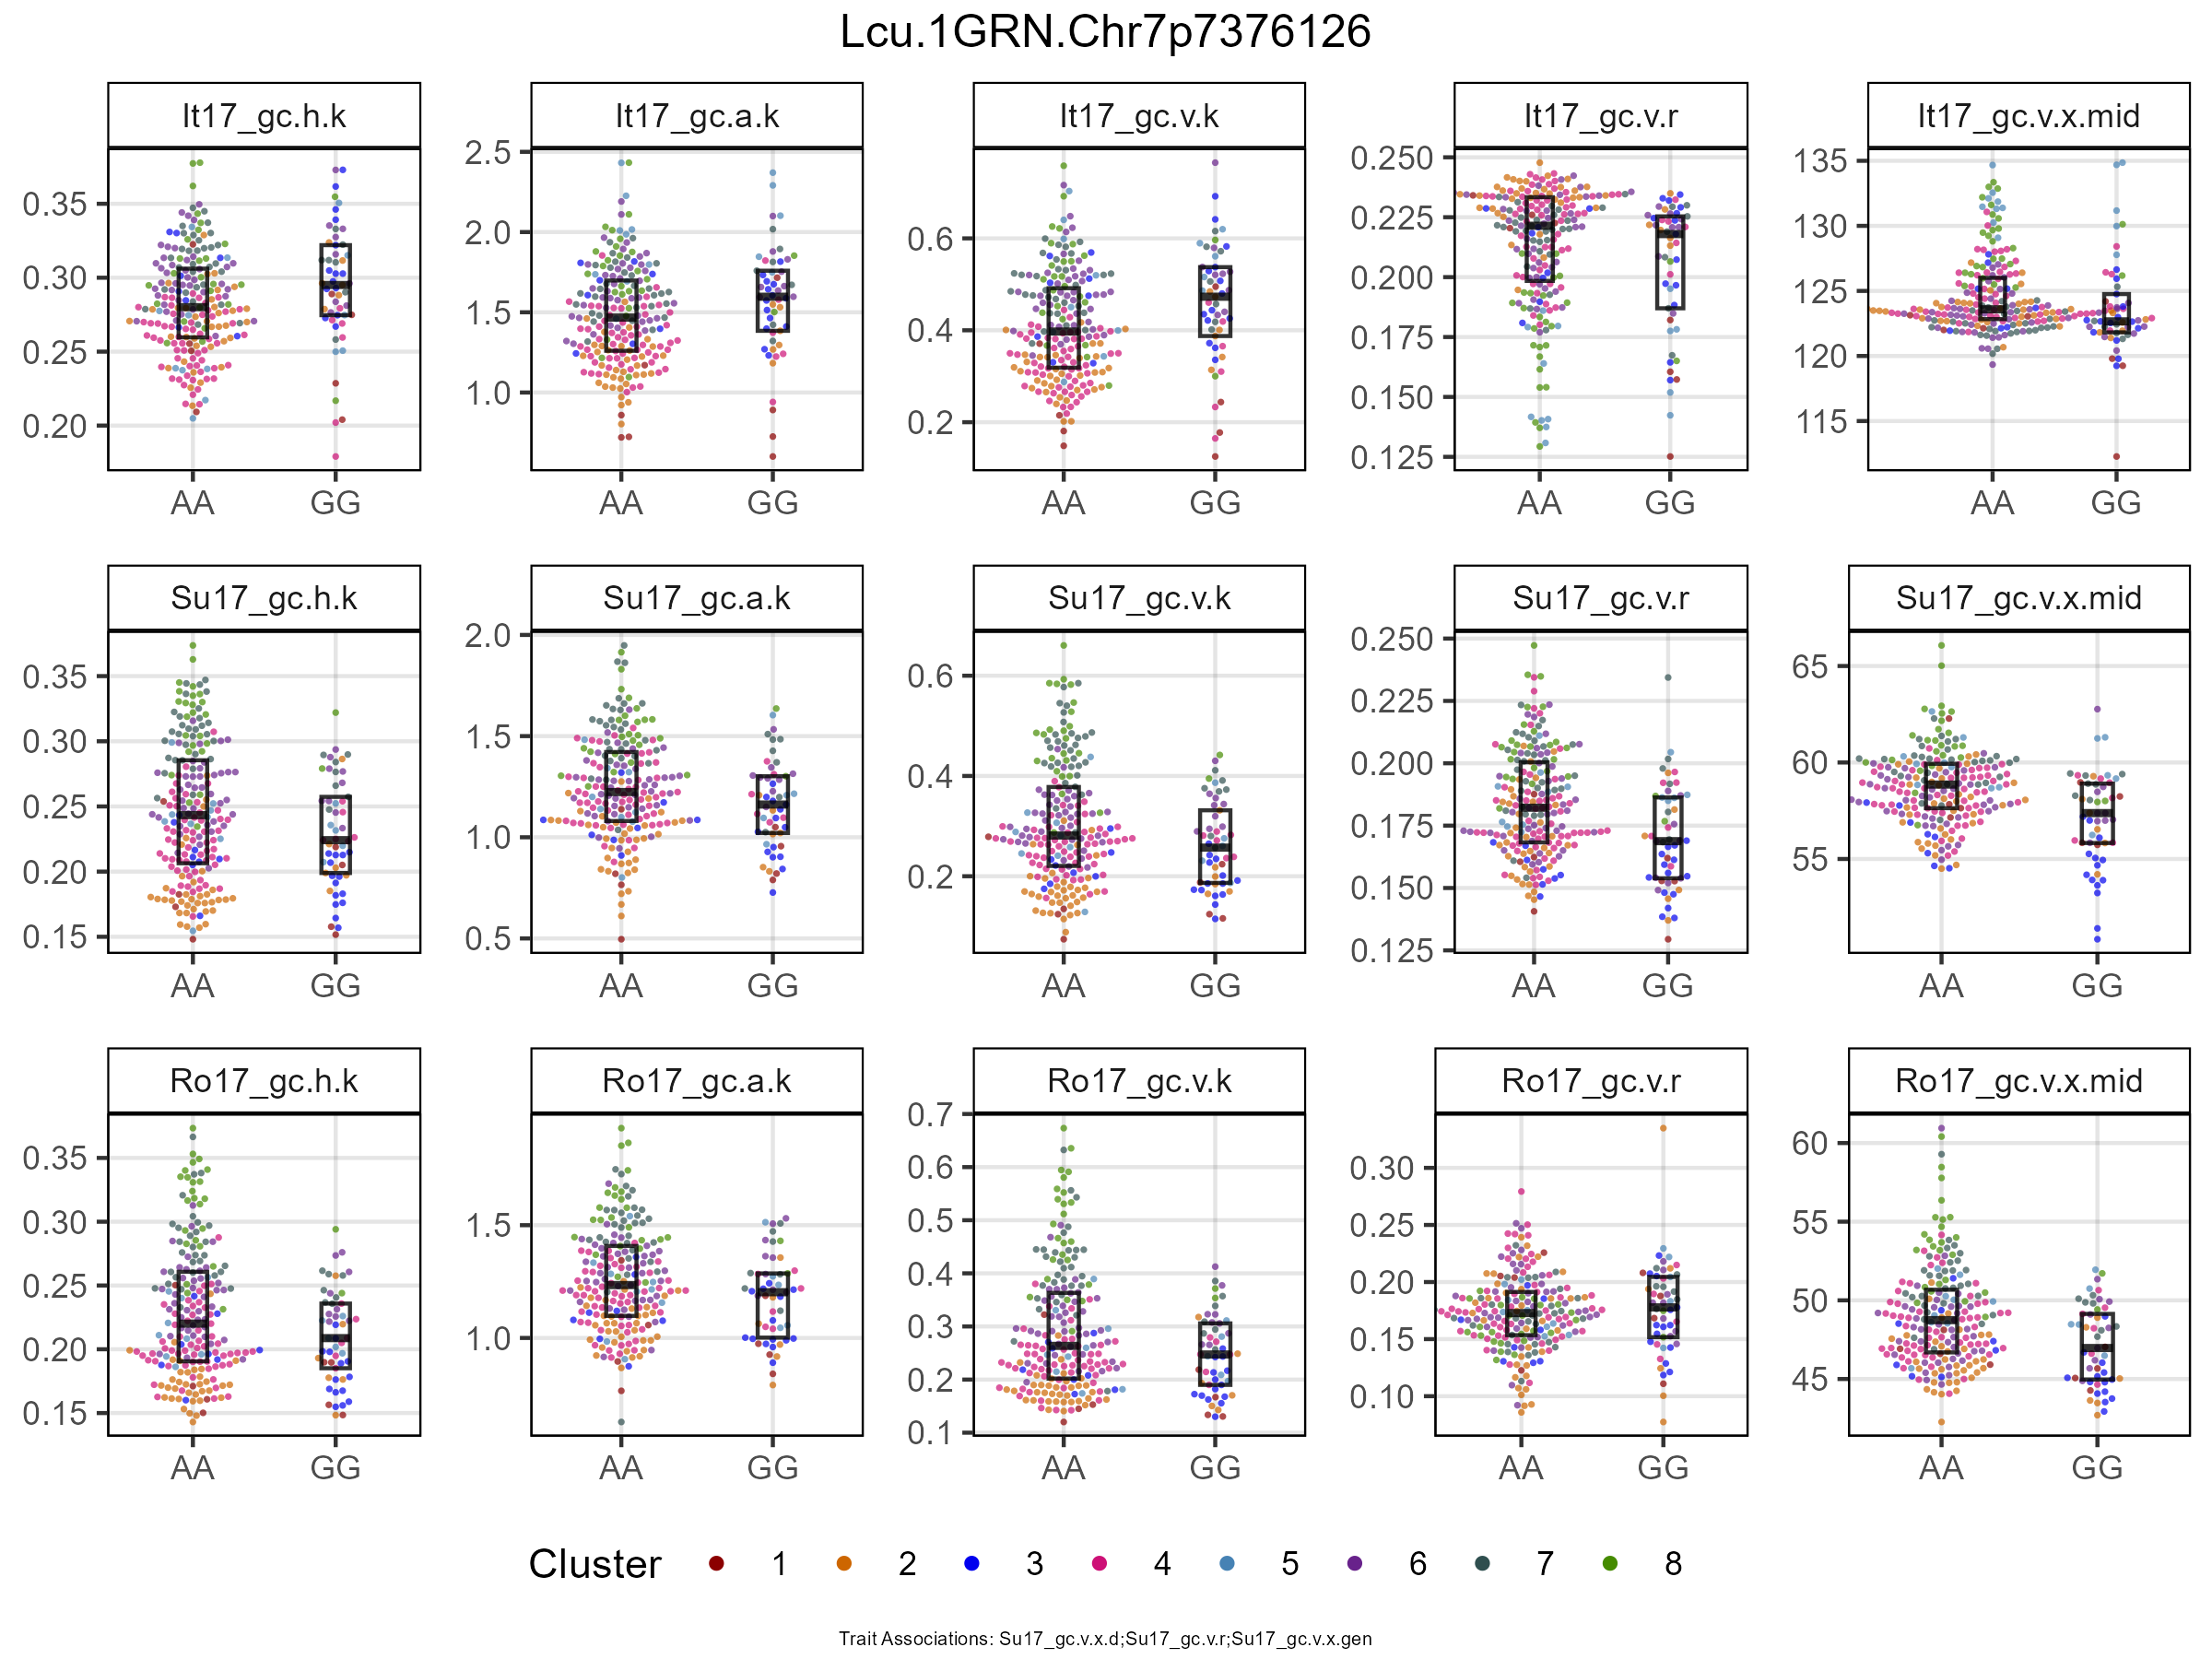 Lcu.1GRN.Chr7p7376126
It17_gc.h.k It17_gc.a.k It17_gc.v.k It17_gc.v.r It17_gc.v.x.mid
0.35 0.30 0.25 0.20
2.5 2.0 1.5 1.0
0.6 0.4 0.2
0.250 0.225 0.200 0.175 0.150 0.125
135 130 125 120 115
AA GG AA GG AA GG AA GG AA GG
Su17_gc.h.k Su17_gc.a.k Su17_gc.v.k Su17_gc.v.r Su17_gc.v.x.mid
0.35 0.30 0.25 0.20 0.15
2.0 1.5 1.0 0.5
0.6 0.4 0.2
0.250 0.225 0.200 0.175 0.150 0.125
65 60 55
AA GG AA GG AA GG AA GG AA GG
Ro17_gc.h.k Ro17_gc.a.k Ro17_gc.v.k Ro17_gc.v.r Ro17_gc.v.x.mid
0.35 0.30 0.25 0.20 0.15
1.5 1.0
0.7 0.6 0.5 0.4 0.3 0.2 0.1
0.30 0.25 0.20 0.15 0.10
60 55 50 45
AA GG AA GG AA GG AA GG AA GG
Cluster 1 2 3 4 5 6 7 8
Trait Associations: Su17_gc.v.x.d;Su17_gc.v.r;Su17_gc.v.x.gen